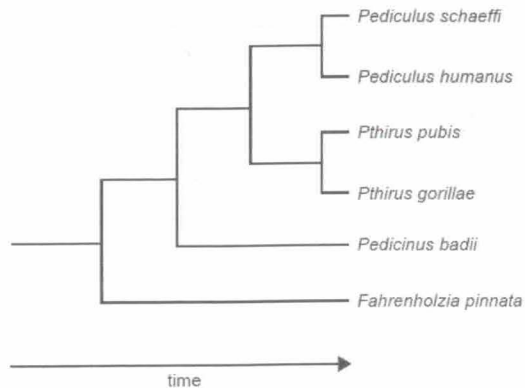 Pediculus schaeffi
Pediculus humanus
Pthirus pubis
Pthirus gorillae
Pedicinus badii
Fahrenholzia pinnata
time